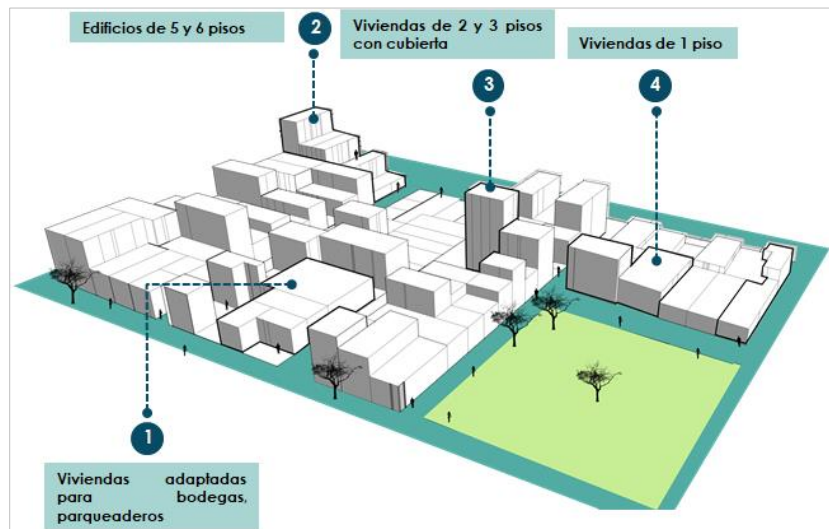 Edificios de 5 y 6 pisos
2
Viviendas de 2 y 3 pisos
con cubierta
3
Viviendas de 1 piso
4
1
Viviendas adaptadas
para bodegas,
parqueaderos